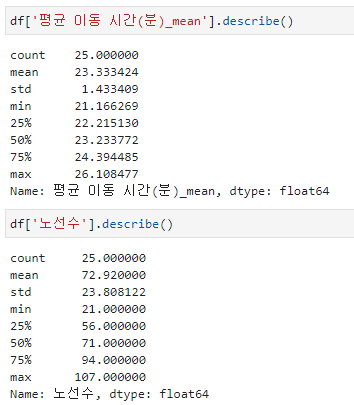 df['평균 이동 시간(분)_mean'].describe()
count    25.000000
mean     23.333424
std       1.433409
min      21.166269
25%      22.215130
50%      23.233772
75%      24.394485
max      26.108477
Name: 평균 이동 시간(분)_mean, dtype: float64
df['노선수'].describe()
count     25.000000
mean      72.920000
std       23.808122
min       21.000000
25%       56.000000
50%       71.000000
75%       94.000000
max      107.000000
Name: 노선수, dtype: float64